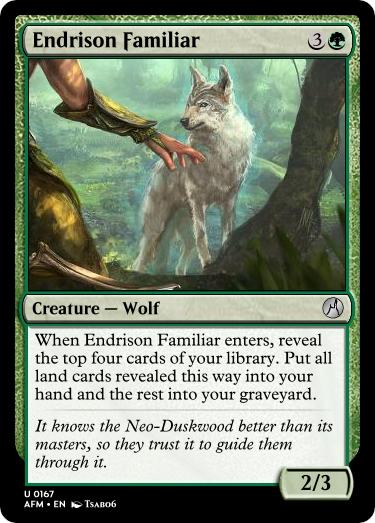 Endrison Familiar 3
Creature — Wolf
When Endrison Familiar enters, reveal
the top four cards of your library. Put all
land cards revealed this way into your
hand and the rest into your graveyard.
It knows the Neo-Duskwood better than its
masters, so they trust it to guide them
through it.
2/3
U 0167
AFM • EN Tsabo6